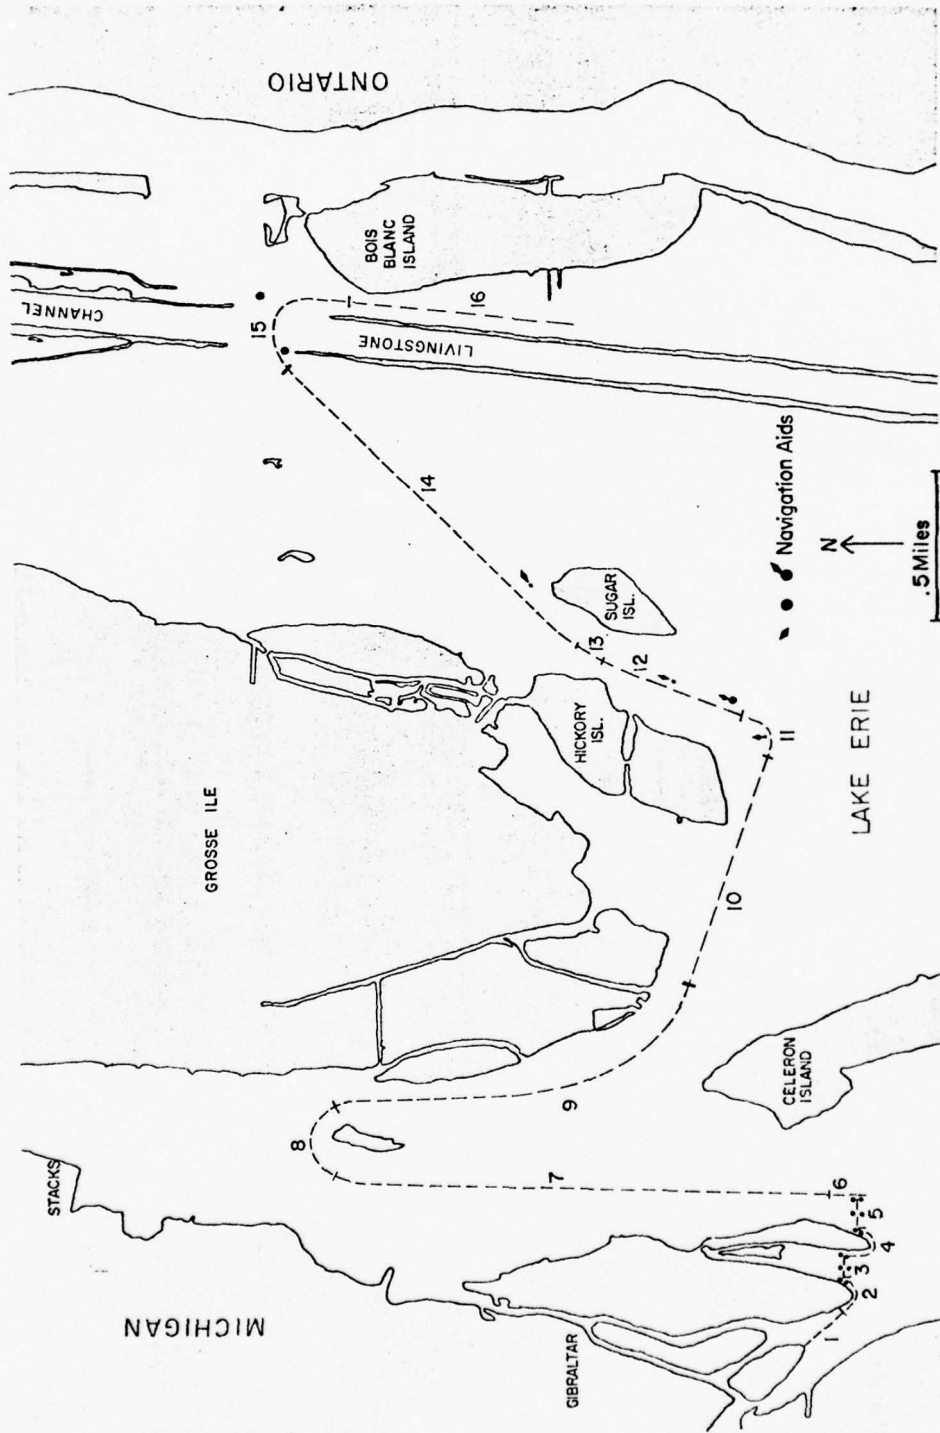 STACKS
MICHIGAN
GIBRALTAR
GROSSE ILE
HICKORY
ISL.
SUGAR
ISL.
CELERON
ISLAND
LAKE ERIE
CHANNEL
LIVINGSTONE
BOIS
BLANC
ISLAND
ONTARIO
Navigation Aids
N
.5 Miles
1
2
3
4
5
6
7
8
9
10
11
12
13
14
15
16